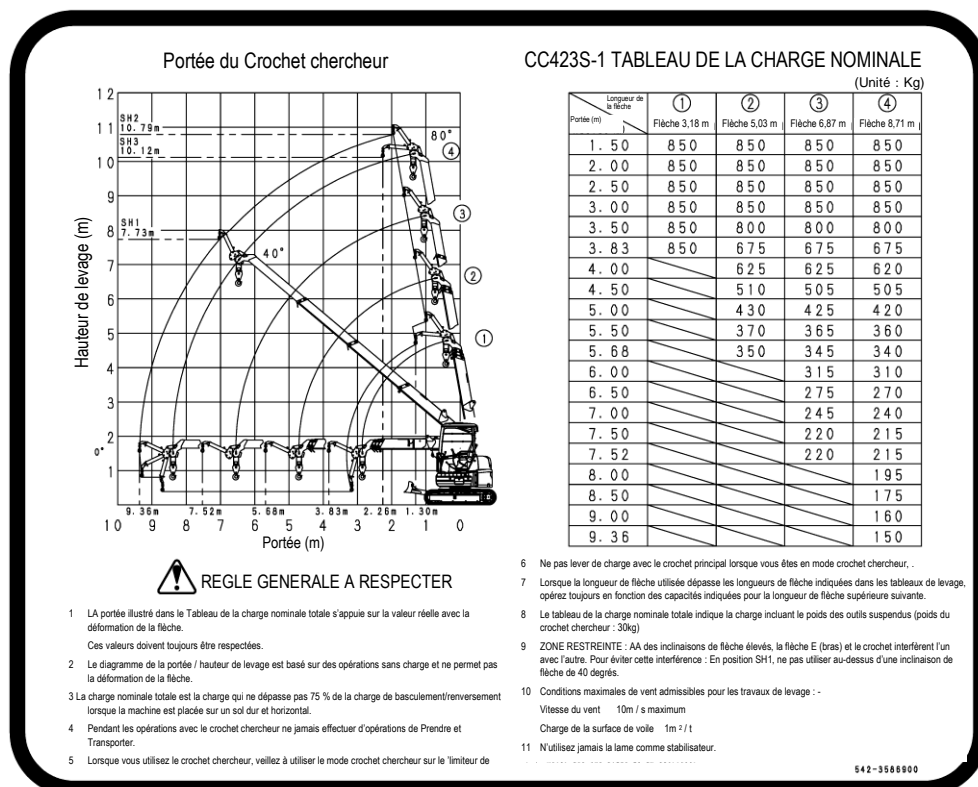 Portée du Crochet chercheur
Hauteur de levage (m)
12
11
10
9
8
7
6
5
4
3
2
1
0°
SH2
10.79m
SH3
10.12m
SH1
7.73m
80°
40°
④
③
②
①
9.36m 7.52m 5.68m 3.83m 2.26m 1.30m
10 9 8 7 6 5 4 3 2 1 0
Portée (m)
REGLE GENERALE A RESPECTER
1 LA portée illustré dans le Tableau de la charge nominale totale s'appuie sur la valeur réelle avec la
déformation de la flèche.
Ces valeurs doivent toujours être respectées.
2 Le diagramme de la portée / hauteur de levage est basé sur des opérations sans charge et ne permet pas
la déformation de la flèche.
3 La charge nominale totale est la charge qui ne dépasse pas 75 % de la charge de basculement/renversement
lorsque la machine est placée sur un sol dur et horizontal.
4 Pendant les opérations avec le crochet chercheur ne jamais effectuer d'opérations de Prendre et
Transporter.
5 Lorsque vous utilisez le crochet chercheur, veillez à utiliser le mode crochet chercheur sur le 'limiteur de
CC423S-1 TABLEAU DE LA CHARGE NOMINALE
(Unité : Kg)
Longueur de la flèche ① ② ③ ④
Portée (m) ) Flèche 3,18 m Flèche 5,03 m Flèche 6,87 m Flèche 8,71 m
1.50 850 850 850 850
2.00 850 850 850 850
2.50 850 850 850 850
3.00 850 850 850 850
3.50 850 800 800 800
3.83 850 675 675 675
4.00 625 625 620
4.50 510 505 505
5.00 430 425 420
5.50 370 365 360
5.68 350 345 340
6.00 315 310
6.50 275 270
7.00 245 240
7.50 220 215
7.52 220 215
8.00 195
8.50 175
9.00 160
9.36 150
6 Ne pas lever de charge avec le crochet principal lorsque vous êtes en mode crochet chercheur, .
7 Lorsque la longueur de flèche utilisée dépasse les longueurs de flèche indiquées dans les tableaux de levage,
opérez toujours en fonction des capacités indiquées pour la longueur de flèche supérieure suivante.
8 Le tableau de la charge nominale totale indique la charge incluant le poids des outils suspendus (poids du
crochet chercheur : 30kg)
9 ZONE RESTREINTE : AA des inclinaisons de flèche élevés, la flèche E (bras) et le crochet interfèrent l'un
avec l'autre. Pour éviter cette interférence : En position SH1, ne pas utiliser au-dessus d'une inclinaison de
flèche de 40 degrés.
10 Conditions maximales de vent admissibles pour les travaux de levage : -
Vitesse du vent 10m / s maximum
Charge de la surface de voile 1m ² / t
11 N'utilisez jamais la lame comme stabilisateur.
542-3586900